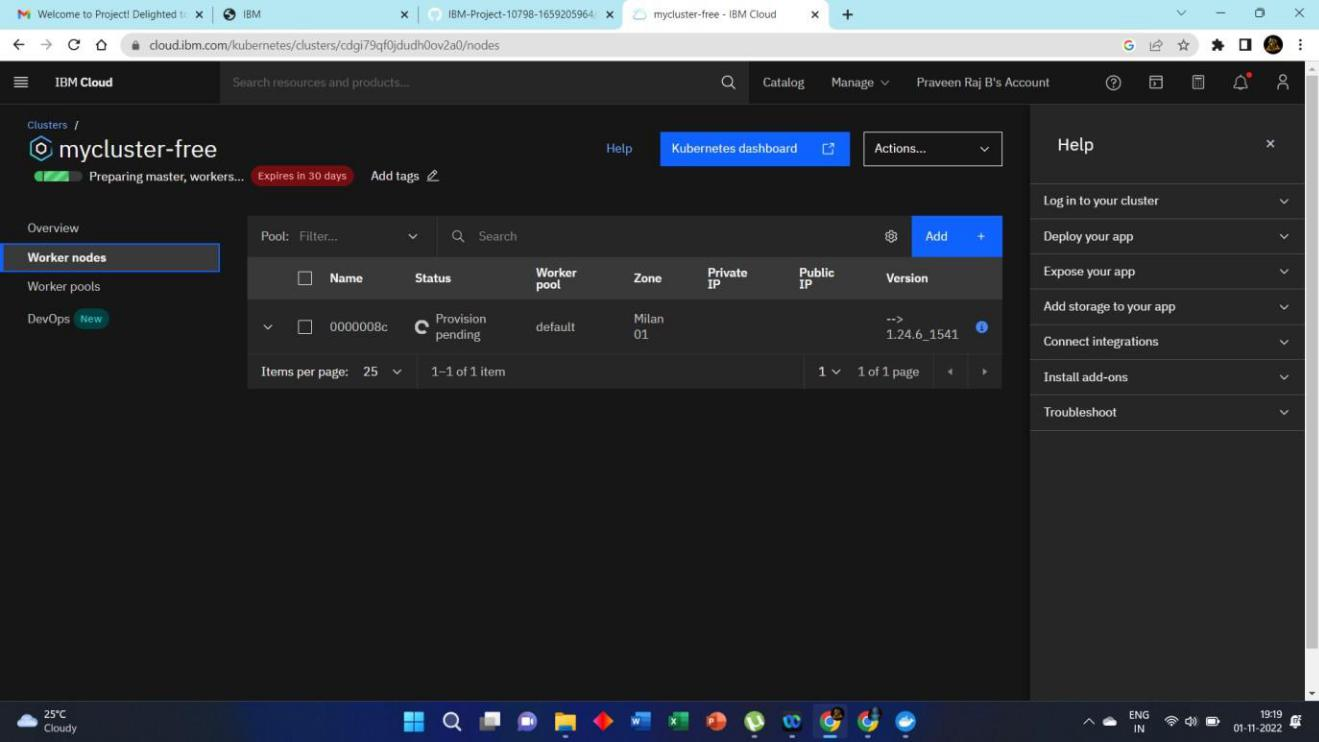 Welcome to Project! Delighted to
IBM
IBM-Project-10798-1659205964/
mycluster-free - IBM Cloud
cloud.ibm.com/kubernetes/clusters/cdgi79qf0jdudh0ov2a0/nodes
IBM Cloud
Search resources and products...
Catalog
Manage
Praveen Raj B's Account
Clusters /
mycluster-free
Help
Kubernetes dashboard
Actions...
Preparing master, workers...
Expires in 30 days
Add tags
Overview
Worker nodes
Worker pools
DevOps New
Pool: Filter...
Search
Add +
Name Status Worker pool Zone Private IP Public IP Version
0000008c Provision pending default Milan 01 --> 1.24.6_1541
Items per page: 25 1–1 of 1 item 1 1 of 1 page
Help
Log in to your cluster
Deploy your app
Expose your app
Add storage to your app
Connect integrations
Install add-ons
Troubleshoot
25°C
Cloudy
ENG
IN
19:19
01-11-2022